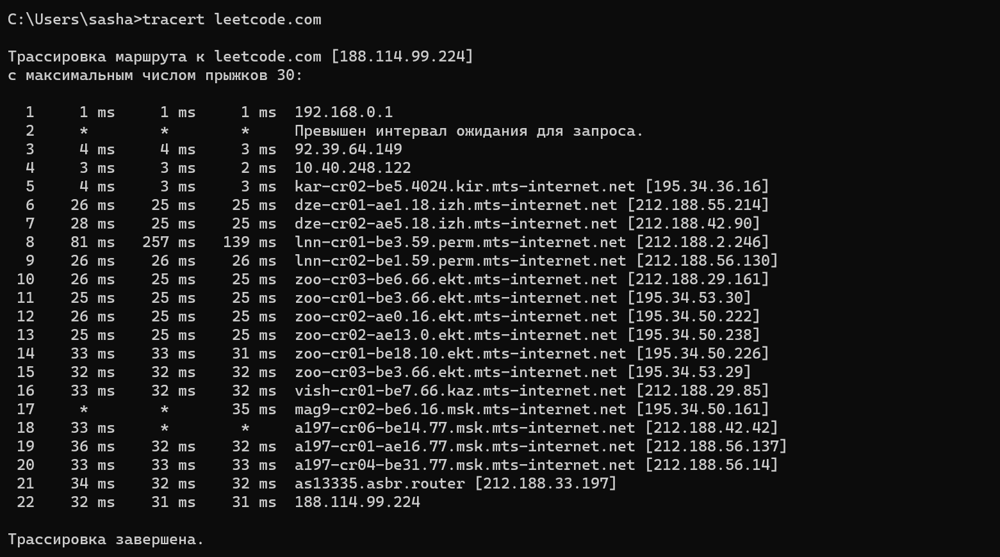 C:\Users\sasha>tracert leetcode.com
Трассировка маршрута к leetcode.com [188.114.99.224]
с максимальным числом прыжков 30:
1 1 ms 1 ms 1 ms 192.168.0.1
2 * * * Превышен интервал ожидания для запроса.
3 4 ms 4 ms 3 ms 92.39.64.149
4 3 ms 3 ms 2 ms 10.40.248.122
5 4 ms 3 ms 3 ms kar-cr02-be5.4024.kir.mts-internet.net [195.34.36.16]
6 26 ms 25 ms 25 ms dze-cr01-ae1.18.izh.mts-internet.net [212.188.55.214]
7 28 ms 25 ms 25 ms dze-cr02-ae5.18.izh.mts-internet.net [212.188.42.90]
8 81 ms 257 ms 139 ms lnn-cr01-be3.59.perm.mts-internet.net [212.188.2.246]
9 26 ms 26 ms 26 ms lnn-cr02-be1.59.perm.mts-internet.net [212.188.56.130]
10 26 ms 25 ms 25 ms zoo-cr03-be6.66.ekt.mts-internet.net [212.188.29.161]
11 25 ms 25 ms 25 ms zoo-cr01-be3.66.ekt.mts-internet.net [195.34.53.30]
12 26 ms 25 ms 25 ms zoo-cr02-ae0.16.ekt.mts-internet.net [195.34.50.222]
13 25 ms 25 ms 25 ms zoo-cr02-ae13.0.ekt.mts-internet.net [195.34.50.238]
14 33 ms 33 ms 31 ms zoo-cr01-be18.10.ekt.mts-internet.net [195.34.50.226]
15 32 ms 32 ms 32 ms zoo-cr03-be3.66.ekt.mts-internet.net [195.34.53.29]
16 33 ms 32 ms 32 ms vish-cr01-be7.66.kaz.mts-internet.net [212.188.29.85]
17 * * 35 ms mag9-cr02-be6.16.msk.mts-internet.net [195.34.50.161]
18 33 ms * * a197-cr06-be14.77.msk.mts-internet.net [212.188.42.42]
19 36 ms 32 ms 32 ms a197-cr01-ae16.77.msk.mts-internet.net [212.188.56.137]
20 33 ms 33 ms 33 ms a197-cr04-be31.77.msk.mts-internet.net [212.188.56.14]
21 34 ms 32 ms 32 ms as13335.asbr.router [212.188.33.197]
22 32 ms 31 ms 31 ms 188.114.99.224
Трассировка завершена.